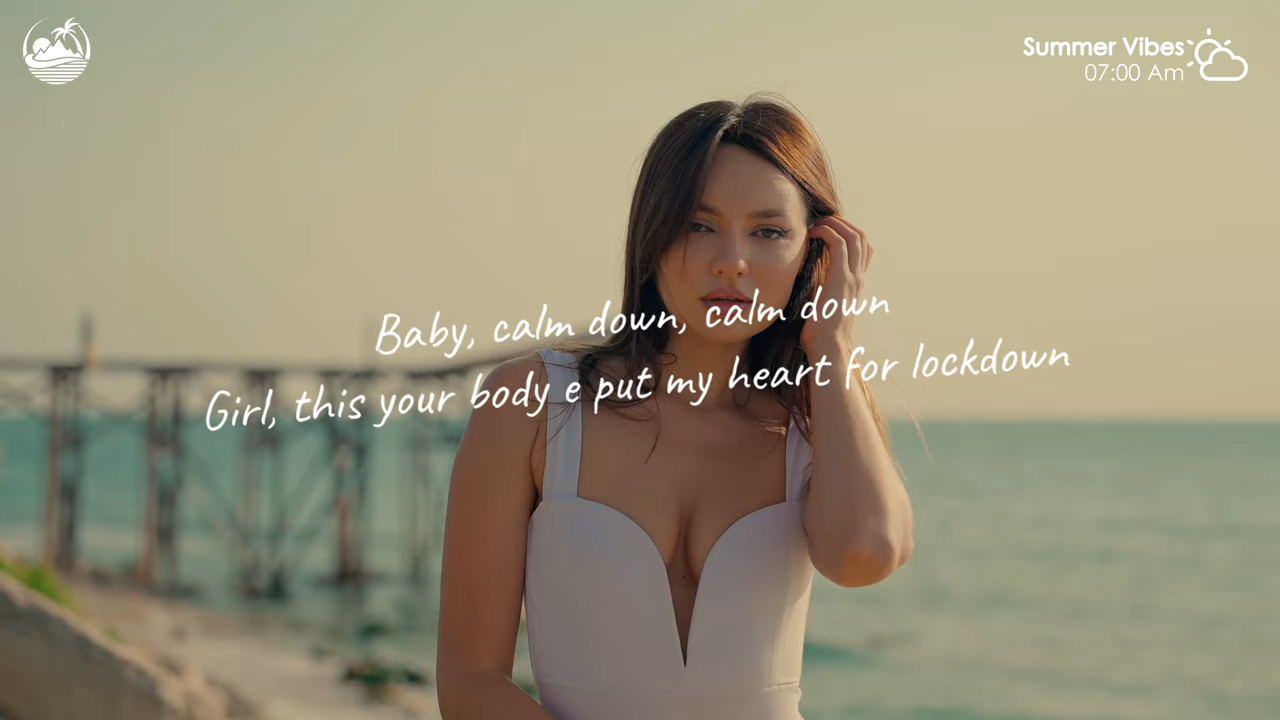 Summer Vibes
07:00 Am
Baby, calm down, calm down
Girl, this your body e put my heart for lockdown